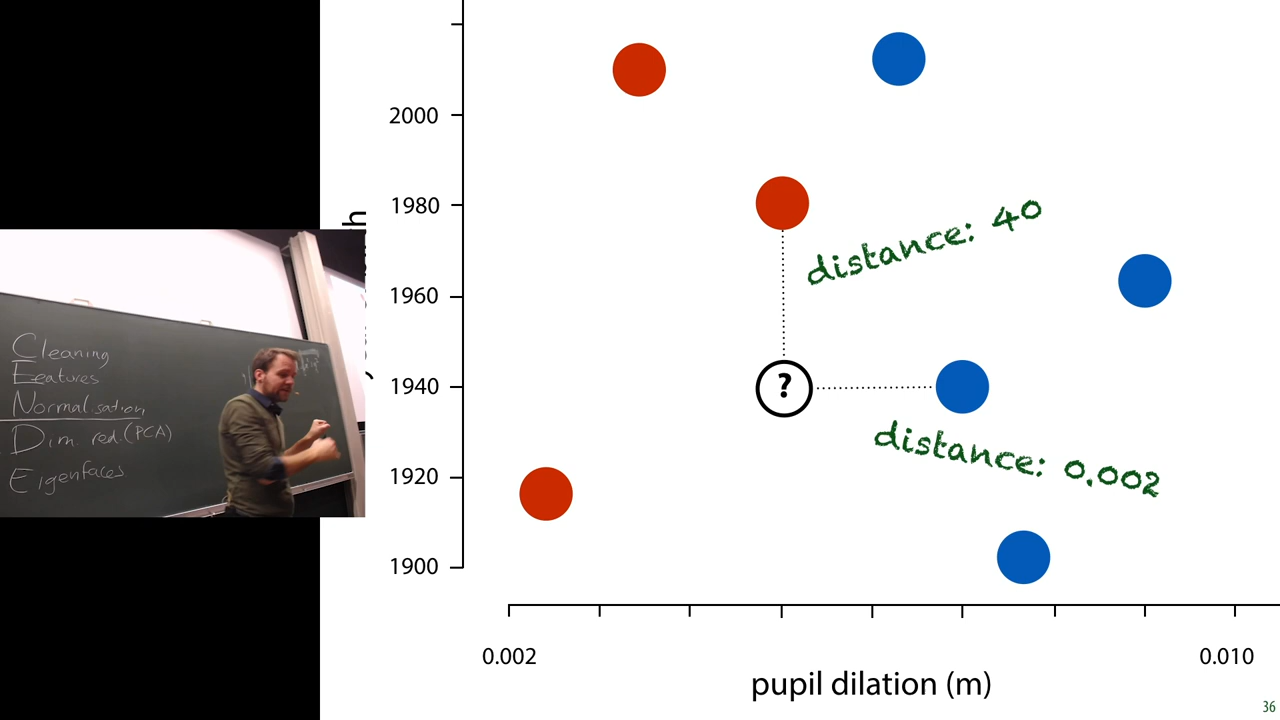 2000
1980
1960
1940
1920
1900
distance: 40
?
distance: 0.002
0.002
0.010
pupil dilation (m)
36
Cleaning
Features
Normalisation
Dim. red. (PCA)
Eigenfaces